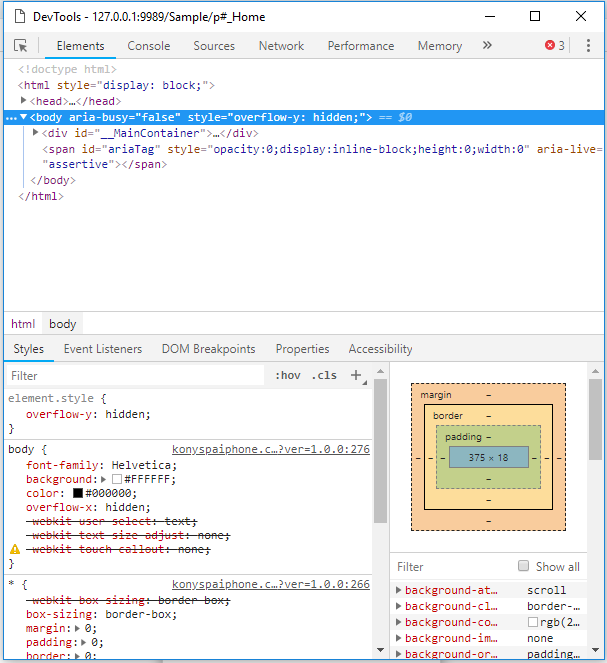 DevTools - 127.0.0.1:9989/Sample/p#_Home
Elements Console Sources Network Performance Memory » 3
<!doctype html>
<html style="display: block;">
<head>…</head>
<body aria-busy="false" style="overflow-y: hidden;"> == $0
<div id="__MainContainer">…</div>
<span id="ariaTag" style="opacity:0;display:inline-block;height:0;width:0" aria-live=
"assertive"></span>
</body>
</html>
html body
Styles Event Listeners DOM Breakpoints Properties Accessibility
Filter :hov .cls +
element.style {
overflow-y: hidden;
}
body { konyspaiphone.c…?ver=1.0.0:276
font-family: Helvetica;
background: #FFFFFF;
color: #000000;
overflow-x: hidden;
-webkit-user-select: text;
-webkit-text-size-adjust: none;
-webkit-touch-callout: none;
}
* { konyspaiphone.c…?ver=1.0.0:266
-webkit-box-sizing: border-box;
box-sizing: border-box;
margin: 0;
padding: 0;
border: 0;
margin –
border –
padding –
– – – 375 × 18 – – –
–
–
–
Filter Show all
background-at… scroll
background-cl… border-…
background-co… rgb(2…
background-im… none
background-or… padding…